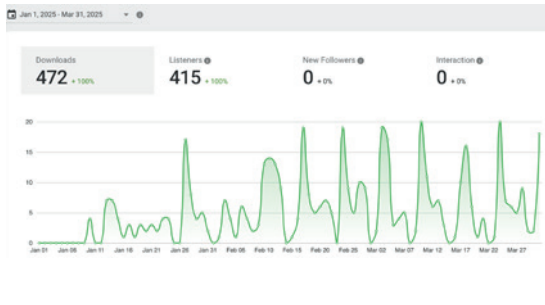 Jan 1, 2025 - Mar 31, 2025
Downloads Listeners New Followers Interaction
472 + 100% 415 + 100% 0 + 0% 0 + 0%
20
15
10
5
0
Jan 01 Jan 06 Jan 11 Jan 16 Jan 21 Jan 26 Jan 31 Feb 05 Feb 10 Feb 15 Feb 20 Feb 25 Mar 02 Mar 07 Mar 12 Mar 17 Mar 22 Mar 27